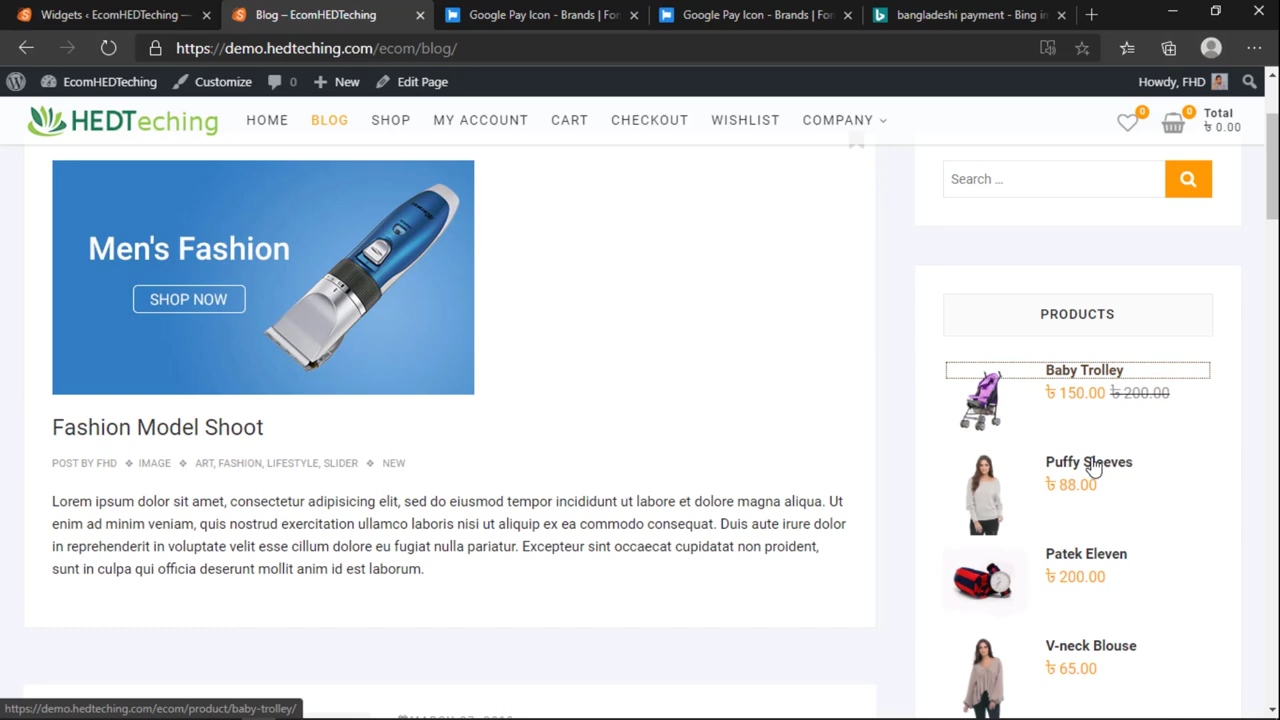 Widgets ‹ EcomHEDTeching —
Blog – EcomHEDTeching
Google Pay Icon - Brands | Fon
Google Pay Icon - Brands | Fon
bangladeshi payment - Bing in
https://demo.hedteching.com/ecom/blog/
EcomHEDTeching
Customize
0
New
Edit Page
Howdy, FHD
HEDTeching
HOME
BLOG
SHOP
MY ACCOUNT
CART
CHECKOUT
WISHLIST
COMPANY
0
0
Total
৳ 0.00
Men's Fashion
SHOP NOW
Fashion Model Shoot
POST BY FHD ❖ IMAGE ❖ ART, FASHION, LIFESTYLE, SLIDER ❖ NEW
Lorem ipsum dolor sit amet, consectetur adipisicing elit, sed do eiusmod tempor incididunt ut labore et dolore magna aliqua. Ut
enim ad minim veniam, quis nostrud exercitation ullamco laboris nisi ut aliquip ex ea commodo consequat. Duis aute irure dolor
in reprehenderit in voluptate velit esse cillum dolore eu fugiat nulla pariatur. Excepteur sint occaecat cupidatat non proident,
sunt in culpa qui officia deserunt mollit anim id est laborum.
Search …
PRODUCTS
Baby Trolley
৳ 150.00 ৳ 200.00
Puffy Sleeves
৳ 88.00
Patek Eleven
৳ 200.00
V-neck Blouse
৳ 65.00
https://demo.hedteching.com/ecom/product/baby-trolley/